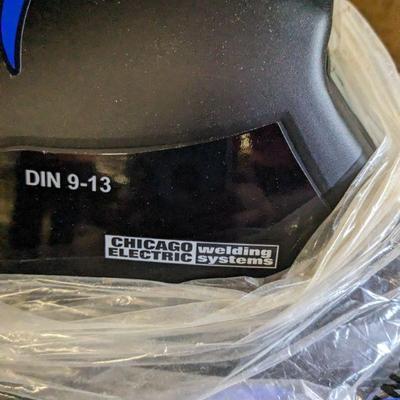 DIN 9-13
CHICAGO ELECTRIC
welding systems